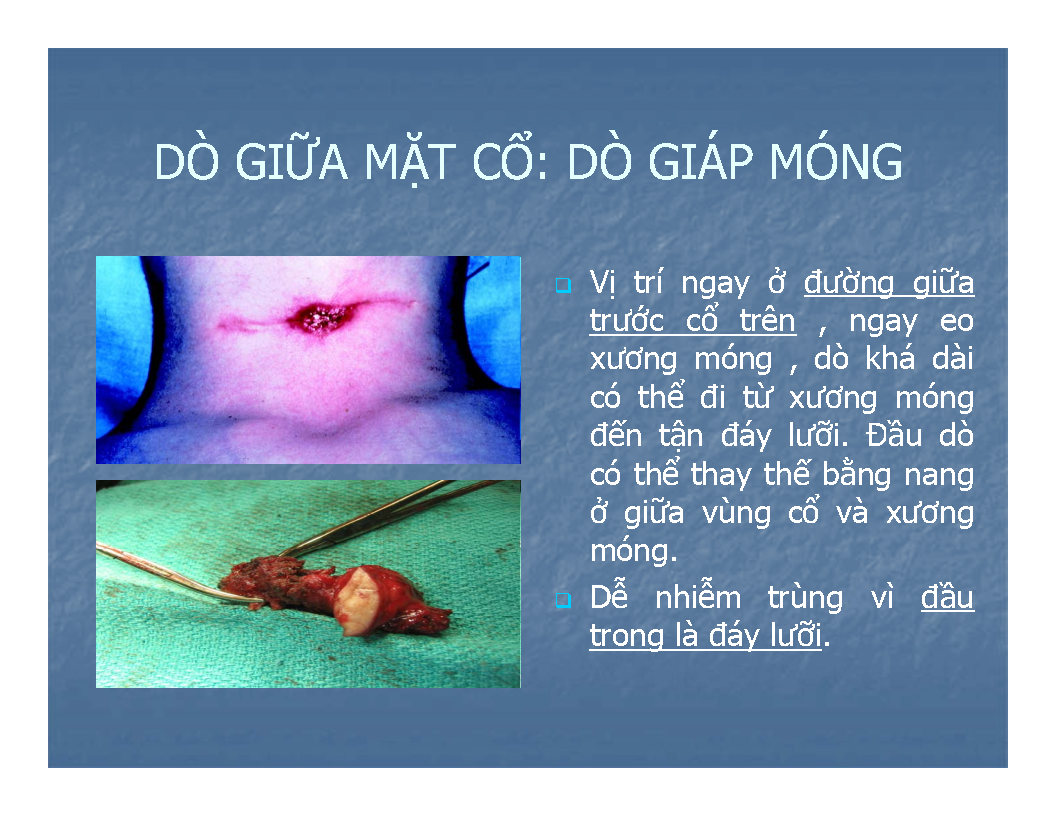 DÒ GIỮA MẶT CỔ: DÒ GIÁP MÓNG
Vị trí ngay ở đường giữa
trước cổ trên , ngay eo
xương móng , dò khá dài
có thể đi từ xương móng
đến tận đáy lưỡi. Đầu dò
có thể thay thế bằng nang
ở giữa vùng cổ và xương
móng.
Dễ nhiễm trùng vì đầu
trong là đáy lưỡi.